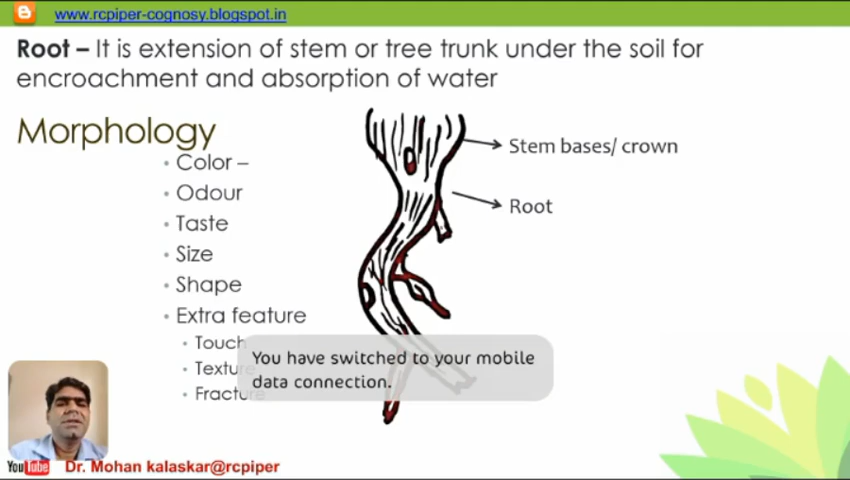 www.rcpiper-cognosy.blogspot.in
Root – It is extension of stem or tree trunk under the soil for
encroachment and absorption of water
Morphology
• Color –
• Odour
• Taste
• Size
• Shape
• Extra feature
• Touch
• Texture
• Fracture
Stem bases/ crown
Root
You have switched to your mobile
data connection.
YouTube Dr. Mohan kalaskar@rcpiper